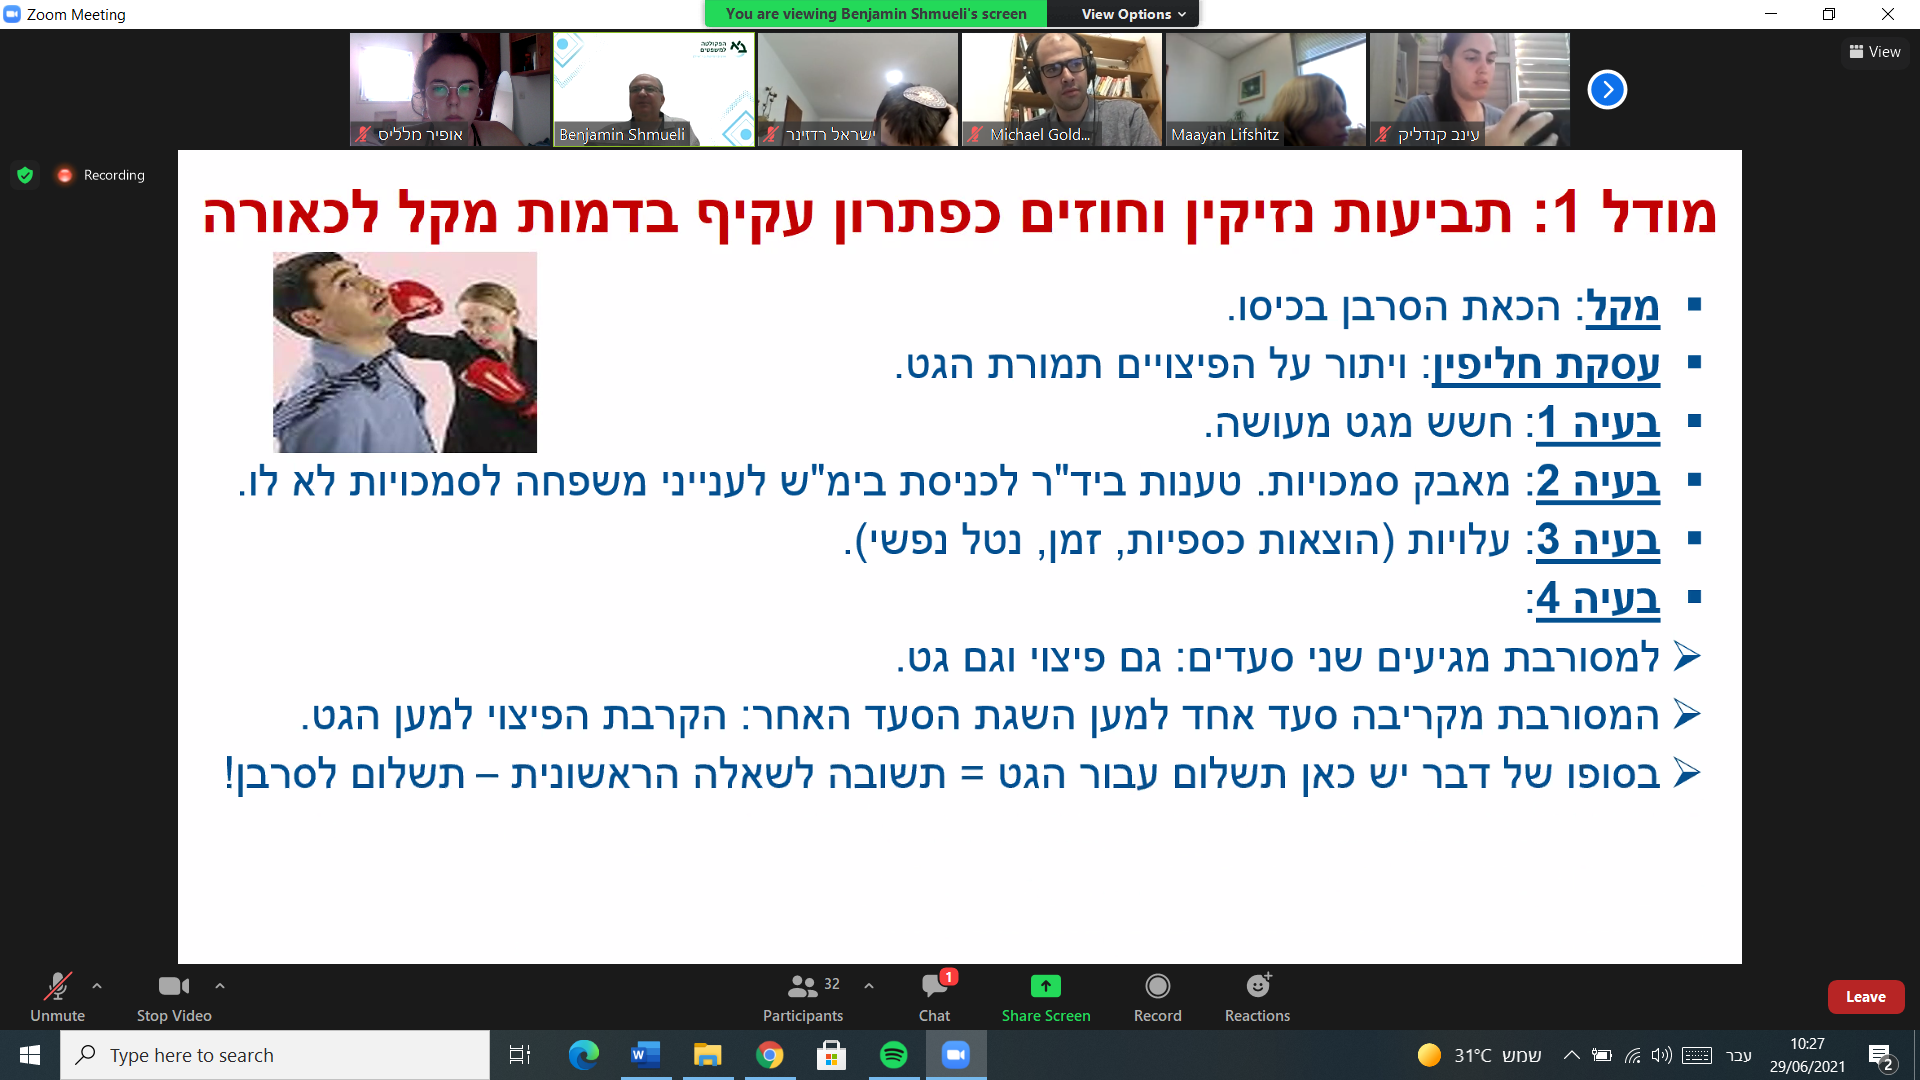 Zoom Meeting
You are viewing Benjamin Shmueli's screen
View Options
View
הפקולטה
למשפטים
אופיר מלליס
Benjamin Shmueli
ישראל רדזינר
Michael Gold...
Maayan Lifshitz
עינב קנדליק
Recording
מודל 1: תביעות נזיקין וחוזים כפתרון עקיף בדמות מקל לכאורה
מקל: הכאת הסרבן בכיסו.
עסקת חליפין: ויתור על הפיצויים תמורת הגט.
בעיה 1: חשש מגט מעושה.
בעיה 2: מאבק סמכויות. טענות ביד"ר לכניסת בימ"ש לענייני משפחה לסמכויות לא לו.
בעיה 3: עלויות (הוצאות כספיות, זמן, נטל נפשי).
בעיה 4:
למסורבת מגיעים שני סעדים: גם פיצוי וגם גט.
המסורבת מקריבה סעד אחד למען השגת הסעד האחר: הקרבת הפיצוי למען הגט.
בסופו של דבר יש כאן תשלום עבור הגט = תשובה לשאלה הראשונית – תשלום לסרבן!
Unmute
Stop Video
32
Participants
1
Chat
Share Screen
Record
Reactions
Leave
Type here to search
31°C שמש
עבר
10:27
29/06/2021
2